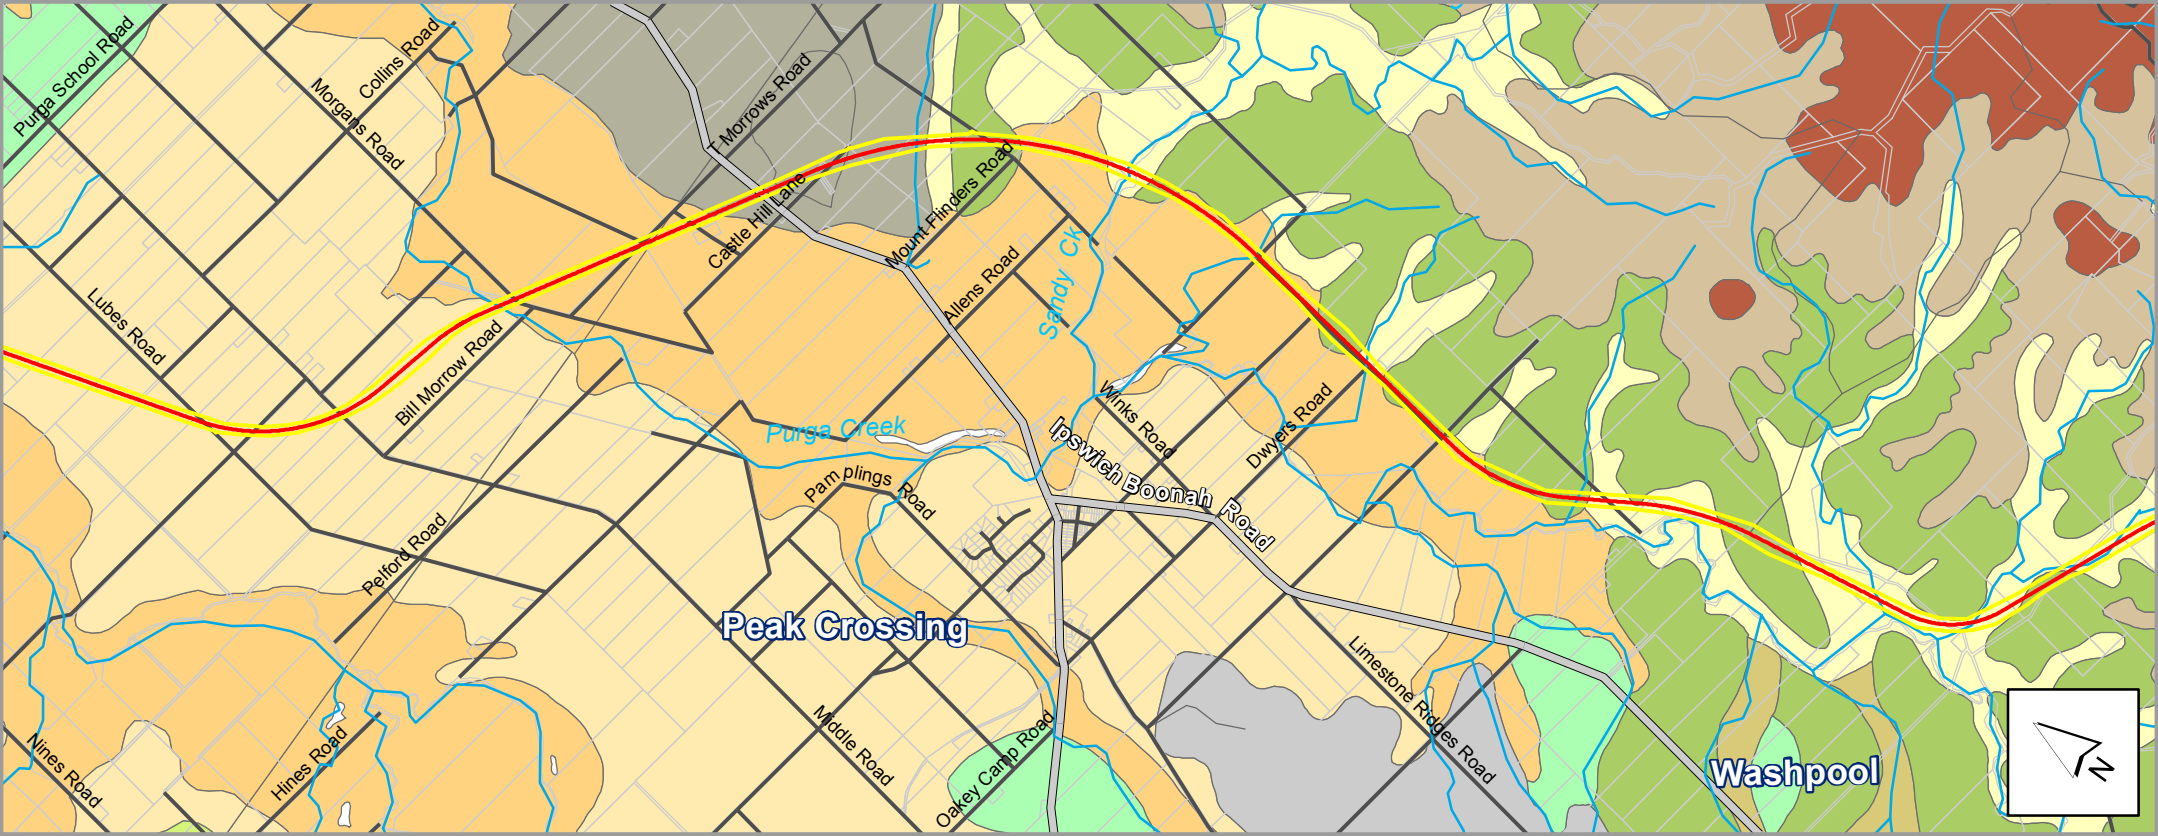 Purga School Road
Collins Road
Morgans Road
T Morrows Road
Castle Hill Lane
Mount Flinders Road
Allens Road
Sandy Ck
Lubes Road
Bill Morrow Road
Purga Creek
Winks Road
Ipswich Boonah Road
Dwyers Road
Pam plings Road
Pelford Road
Peak Crossing
Limestone Ridges Road
Middle Road
Oakey Camp Road
Nines Road
Hines Road
Washpool
N